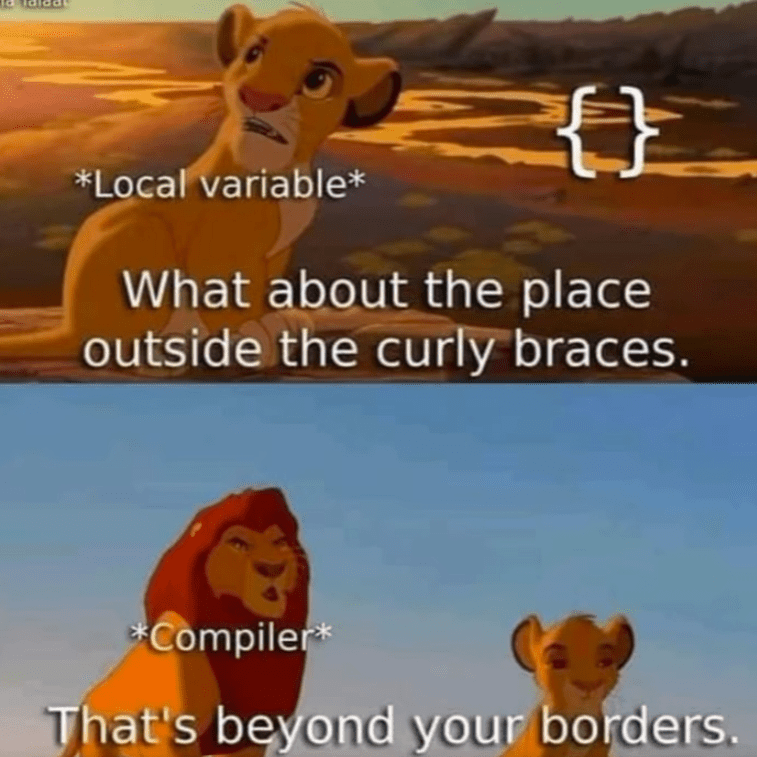 {}
*Local variable*
What about the place
outside the curly braces.
*Compiler*
That's beyond your borders.